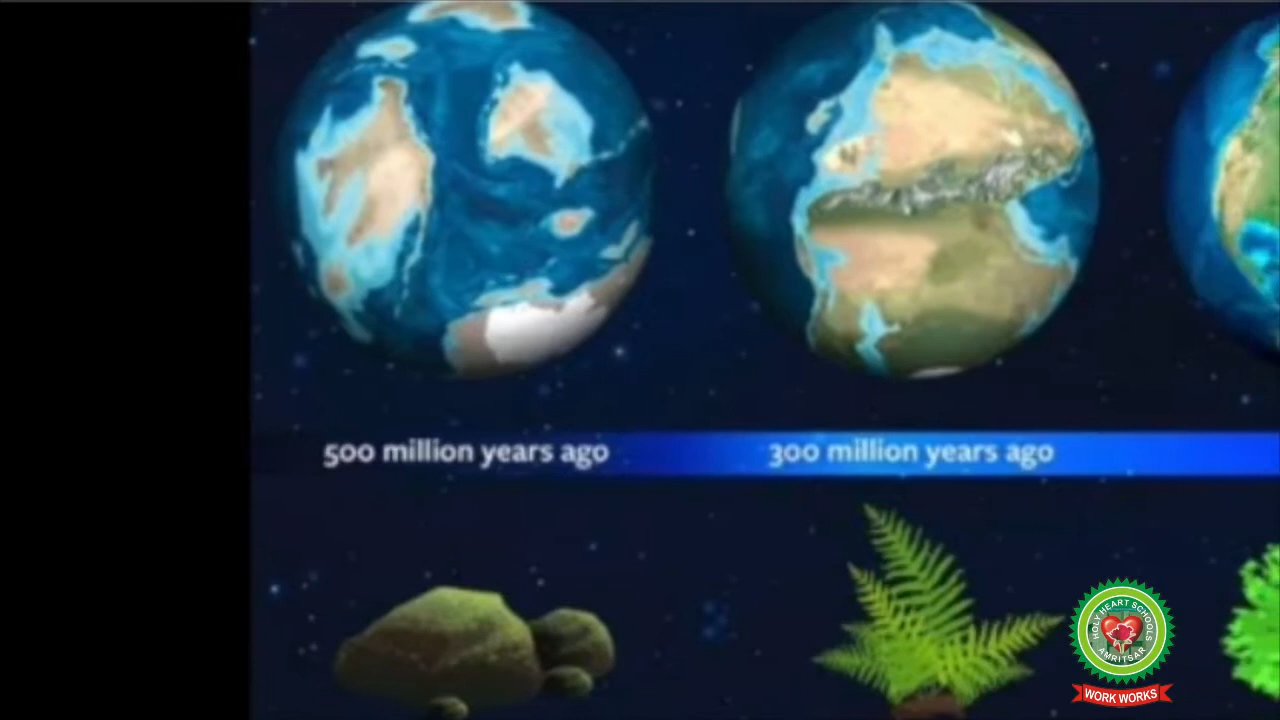 500 million years ago
300 million years ago
HOLY HEART SCHOOLS
AMRITSAR
WORK WORKS